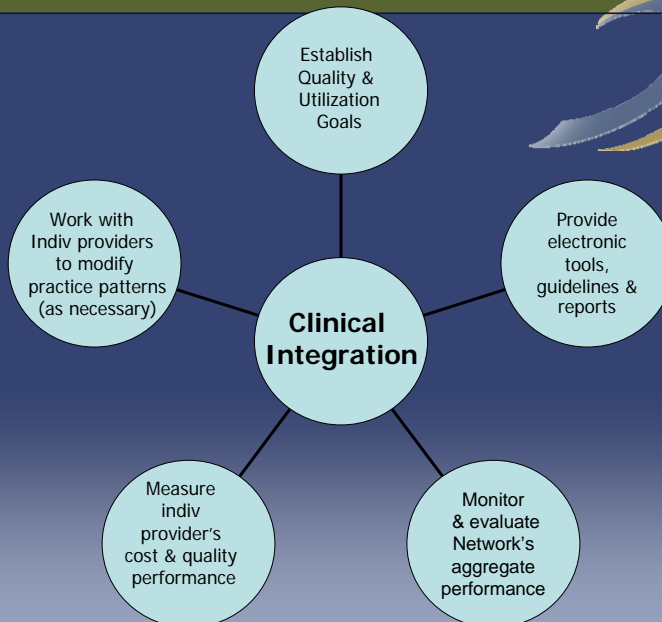 Establish
Quality &
Utilization
Goals
Work with
Indiv providers
to modify
practice patterns
(as necessary)
Provide
electronic
tools,
guidelines &
reports
Clinical
Integration
Measure
indiv
provider's
cost & quality
performance
Monitor
& evaluate
Network's
aggregate
performance